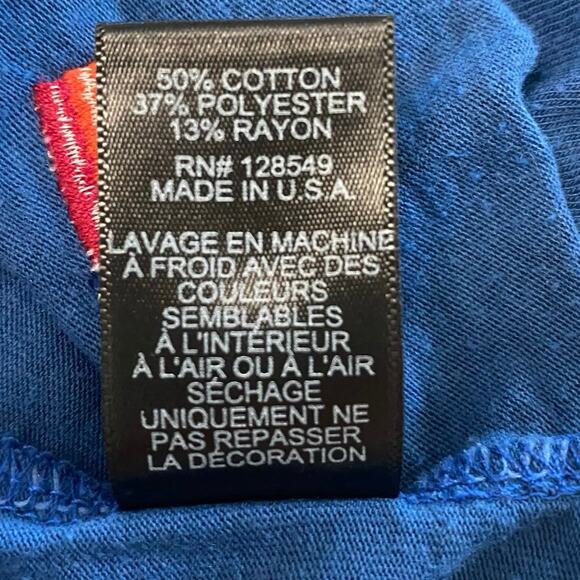 50% COTTON
37% POLYESTER
13% RAYON
RN# 128549
MADE IN U.S.A.
LAVAGE EN MACHINE
À FROID AVEC DES
COULEURS
SEMBLABLES
À L'INTÉRIEUR
À L'AIR OU À L'AIR
SÉCHAGE
UNIQUEMENT NE
PAS REPASSER
LA DÉCORATION